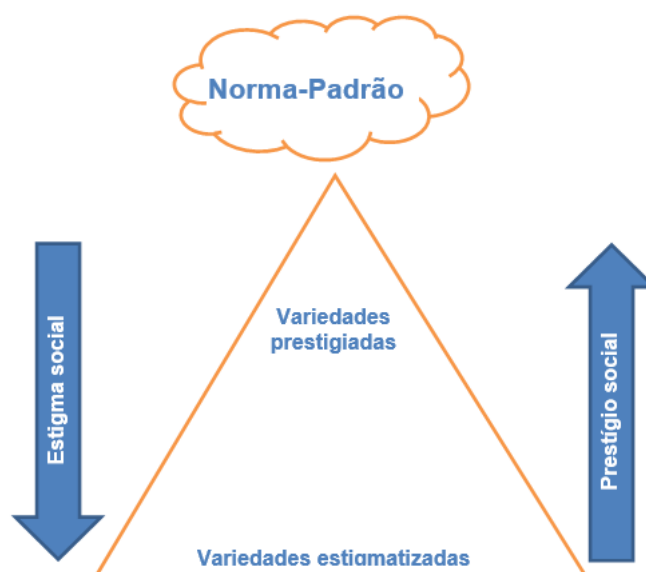 Norma-Padrão
Variedades
prestigiadas
Estigma social
Prestígio social
Variedades estigmatizadas